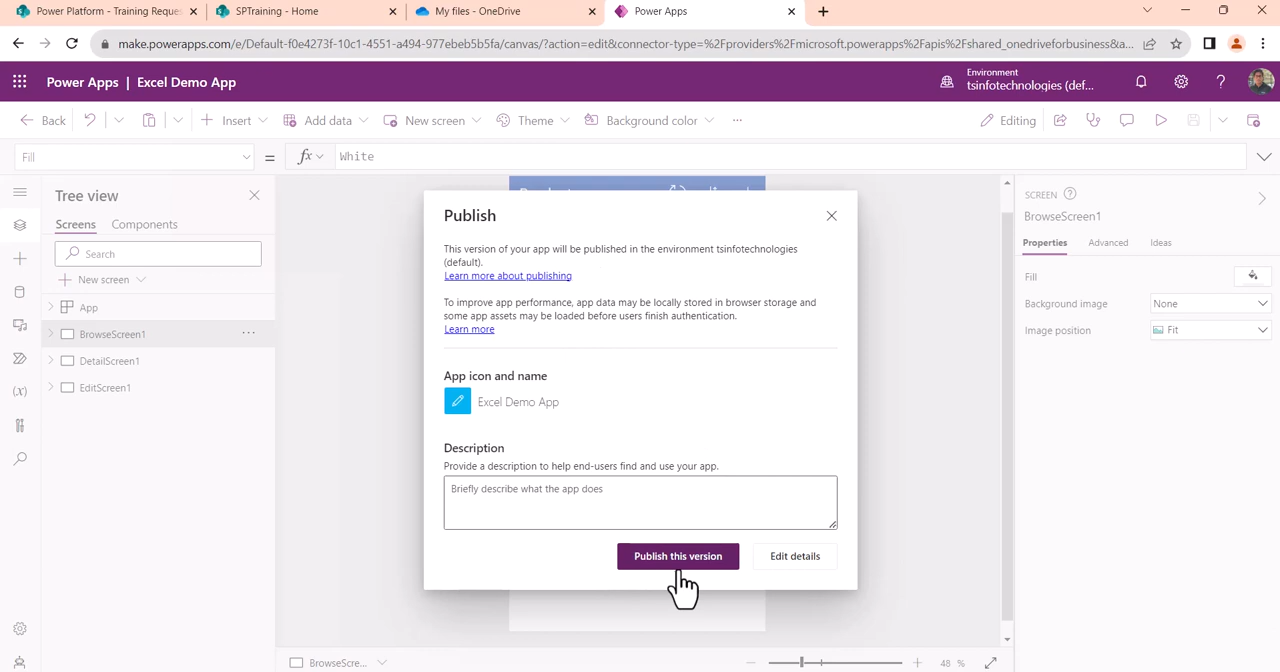 Power Platform - Training Reques
SPTraining - Home
My files - OneDrive
Power Apps
make.powerapps.com/e/Default-f0e4273f-10c1-4551-a494-977ebeb5b5fa/canvas/?action=edit&connector-type=%2Fproviders%2Fmicrosoft.powerapps%2Fapis%2Fshared_onedriveforbusiness&a...
Power Apps | Excel Demo App
Environment
tsinfotechnologies (def...
Back
Insert
Add data
New screen
Theme
Background color
...
Editing
Fill
=
fx
White
Tree view
Screens
Components
Search
New screen
App
BrowseScreen1
...
DetailScreen1
EditScreen1
Publish
This version of your app will be published in the environment tsinfotechnologies
(default).
Learn more about publishing
To improve app performance, app data may be locally stored in browser storage and
some app assets may be loaded before users finish authentication.
Learn more
App icon and name
Excel Demo App
Description
Provide a description to help end-users find and use your app.
Briefly describe what the app does
Publish this version
Edit details
SCREEN
BrowseScreen1
Properties
Advanced
Ideas
Fill
Background image
None
Image position
Fit
BrowseScre...
48 %